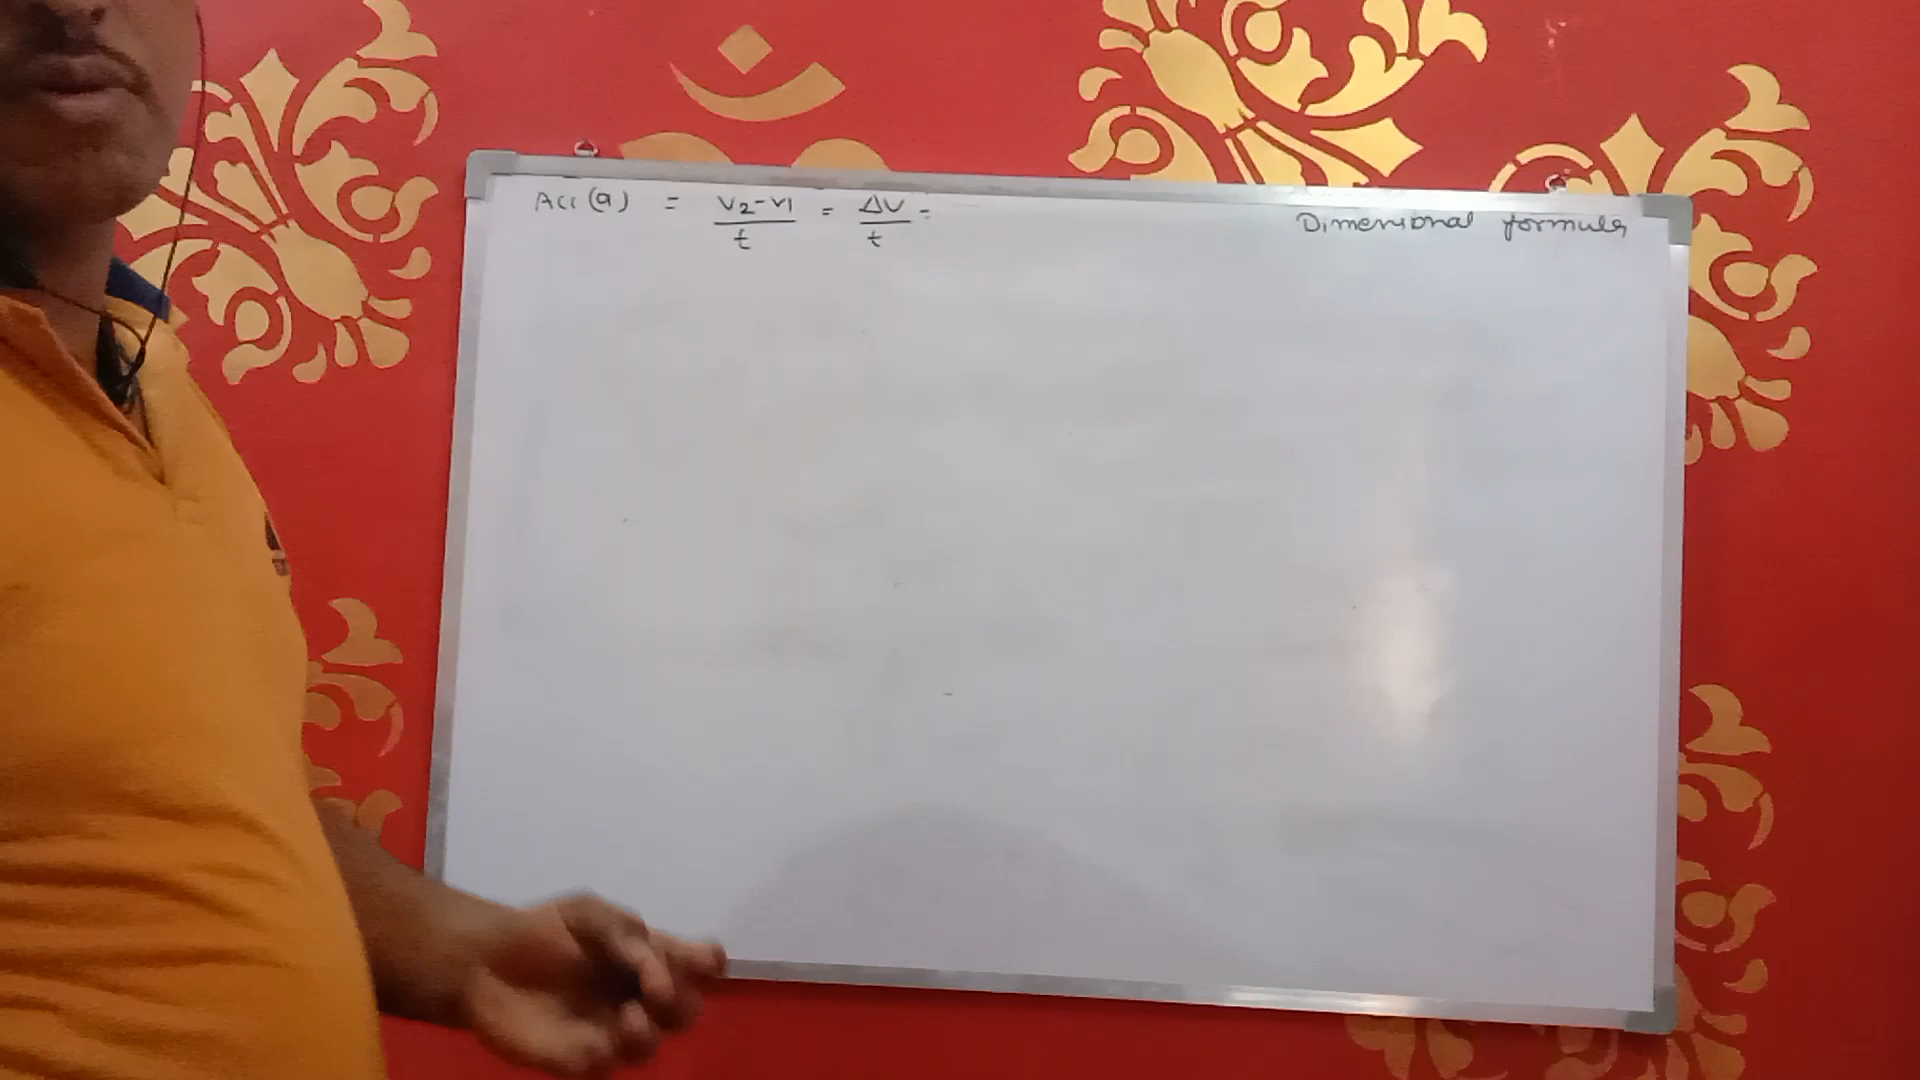 Acc (a) = V2-V1/t = ΔV/t =
Dimensional formula